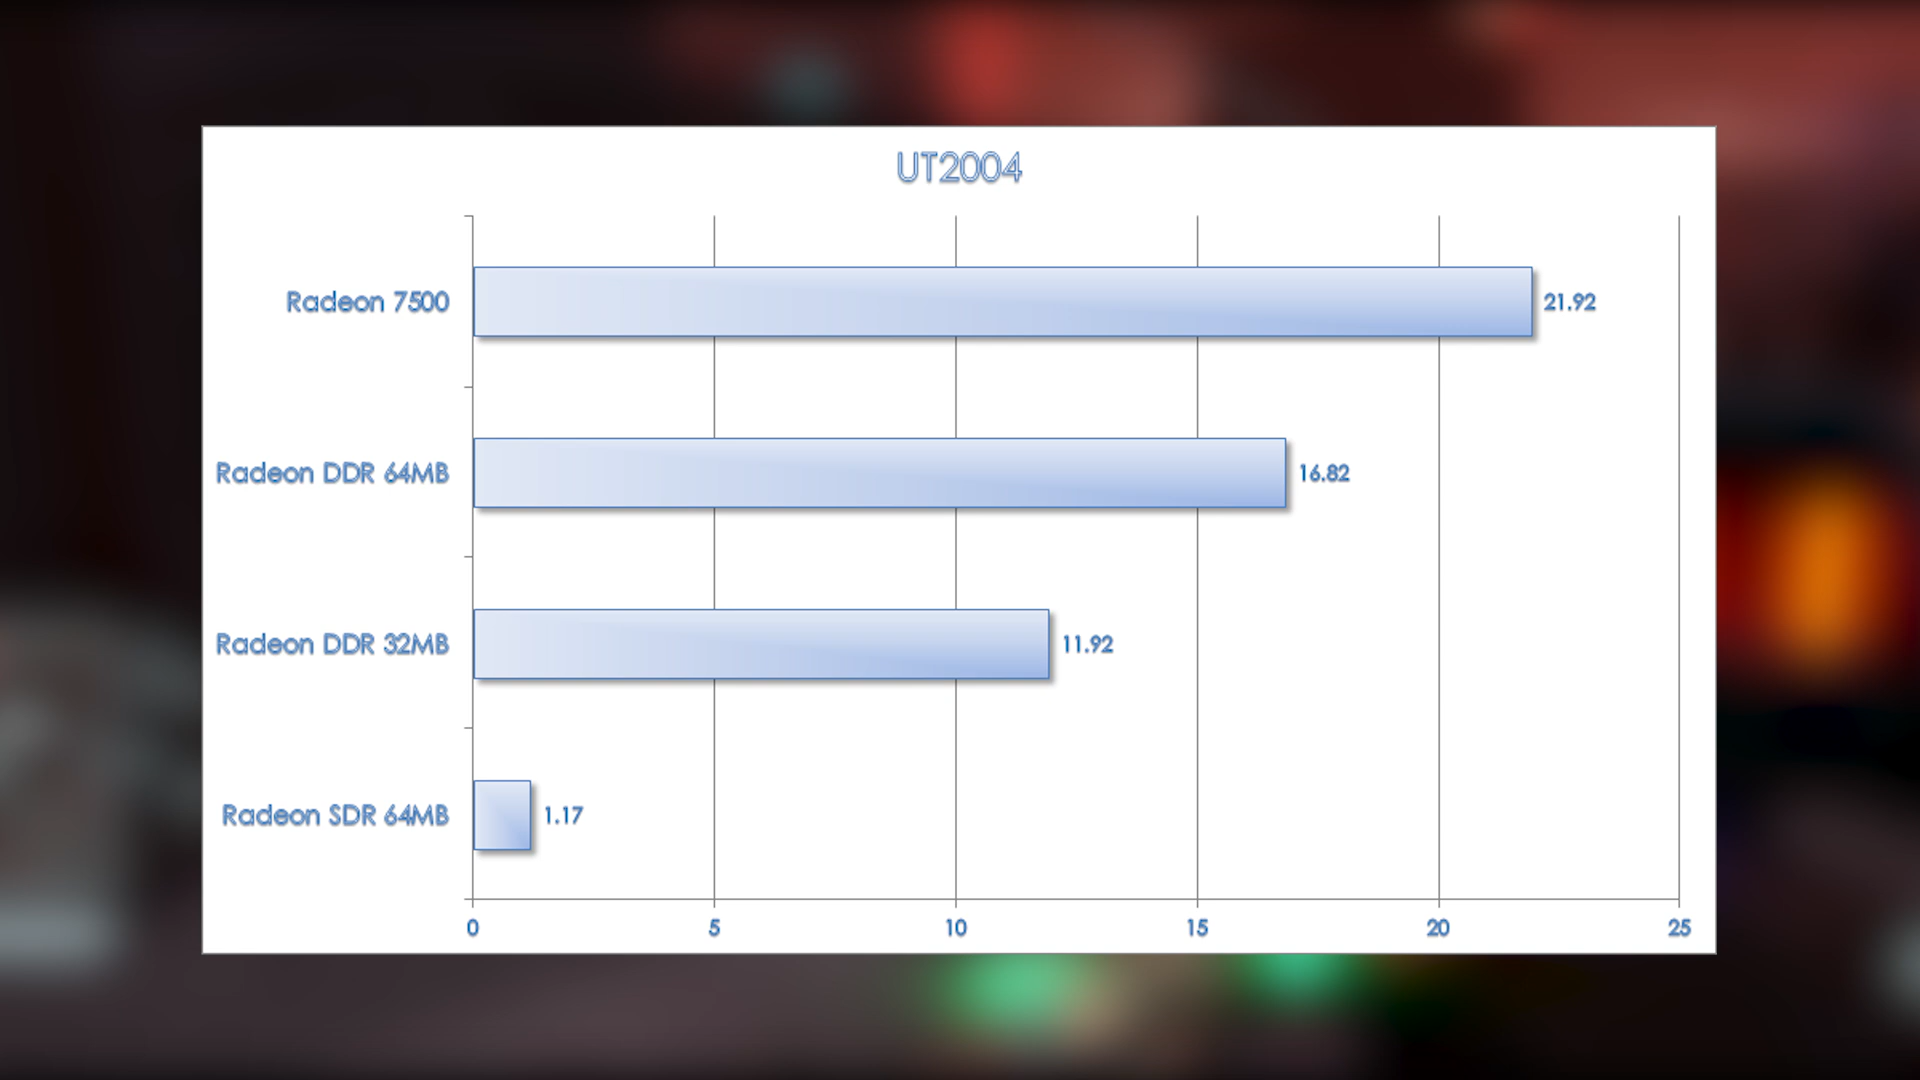 UT2004
Radeon 7500
21.92
Radeon DDR 64MB
16.82
Radeon DDR 32MB
11.92
Radeon SDR 64MB
1.17
0 5 10 15 20 25